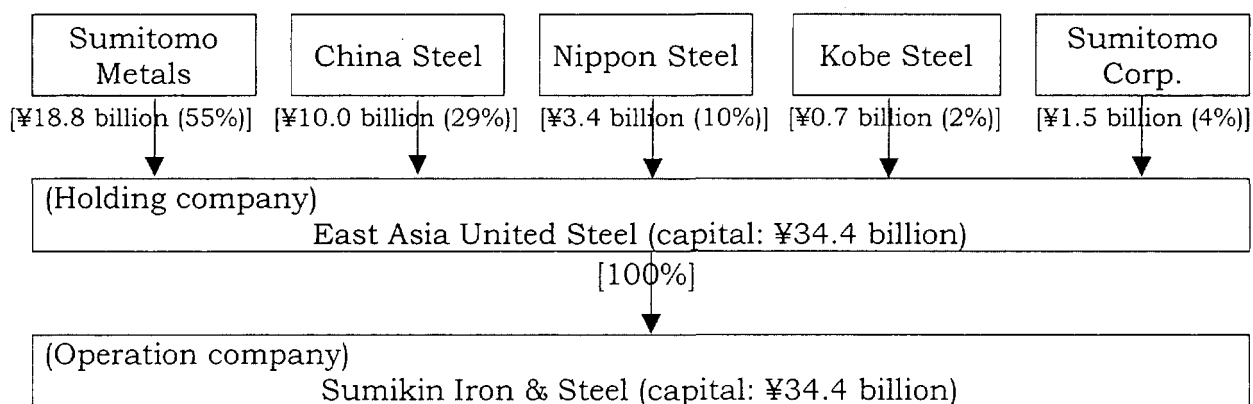 Sumitomo
Metals
China Steel
Nippon Steel
Kobe Steel
Sumitomo
Corp.
[¥18.8 billion (55%)]
[¥10.0 billion (29%)]
[¥3.4 billion (10%)]
[¥0.7 billion (2%)]
[¥1.5 billion (4%)]
(Holding company)
East Asia United Steel (capital: ¥34.4 billion)
[100%]
(Operation company)
Sumikin Iron & Steel (capital: ¥34.4 billion)